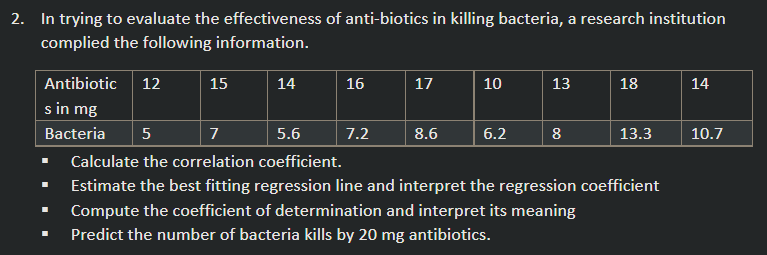 2. In trying to evaluate the effectiveness of anti-biotics in killing bacteria, a research institution
complied the following information.
Antibiotic 12 15 14 16 17 10 13 18 14
s in mg
Bacteria 5 7 5.6 7.2 8.6 6.2 8 13.3 10.7
▪ Calculate the correlation coefficient.
▪ Estimate the best fitting regression line and interpret the regression coefficient
▪ Compute the coefficient of determination and interpret its meaning
▪ Predict the number of bacteria kills by 20 mg antibiotics.